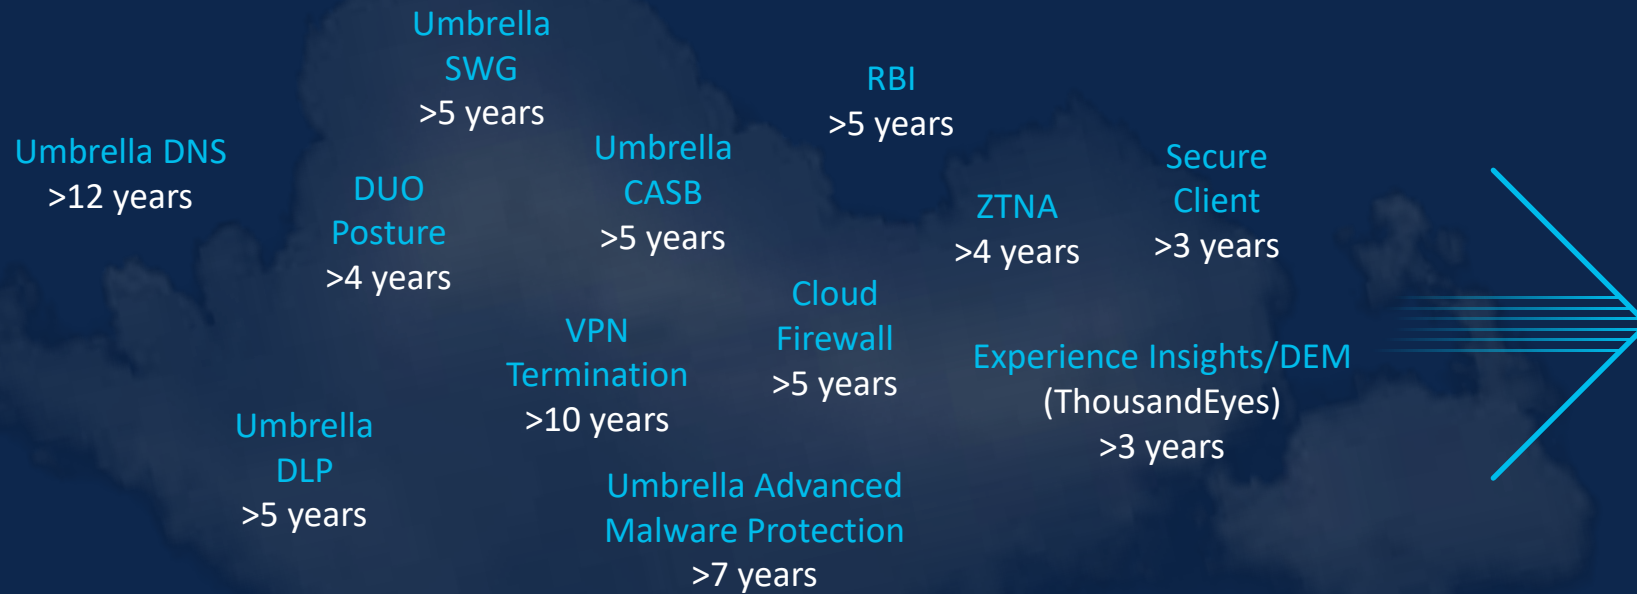 Umbrella
SWG
>5 years
RBI
>5 years
Umbrella DNS
>12 years
DUO
Posture
>4 years
Umbrella
CASB
>5 years
ZTNA
>4 years
Secure
Client
>3 years
VPN
Termination
>10 years
Cloud
Firewall
>5 years
Experience Insights/DEM
(ThousandEyes)
>3 years
Umbrella
DLP
>5 years
Umbrella Advanced
Malware Protection
>7 years